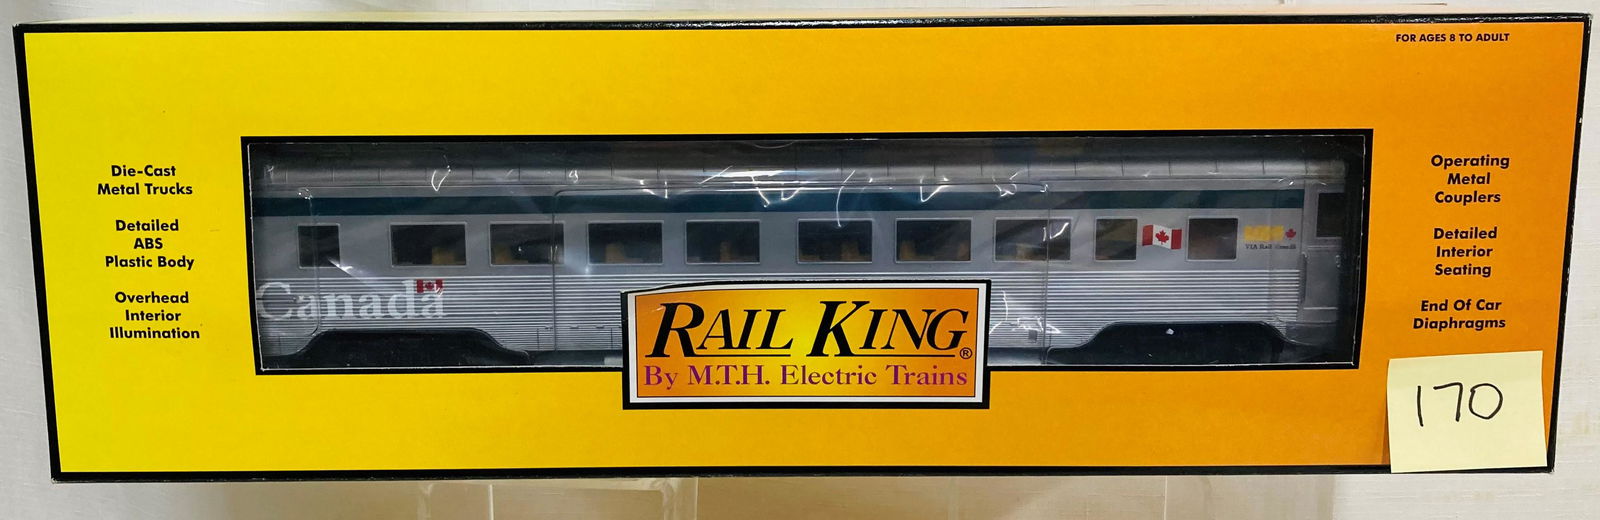 FOR AGES 8 TO ADULT
Die-Cast
Metal Trucks
Detailed
ABS
Plastic Body
Overhead
Interior
Illumination
Canada
VIA Rail Canada
RAIL KING®
By M.T.H. Electric Trains
Operating
Metal
Couplers
Detailed
Interior
Seating
End Of Car
Diaphragms
170